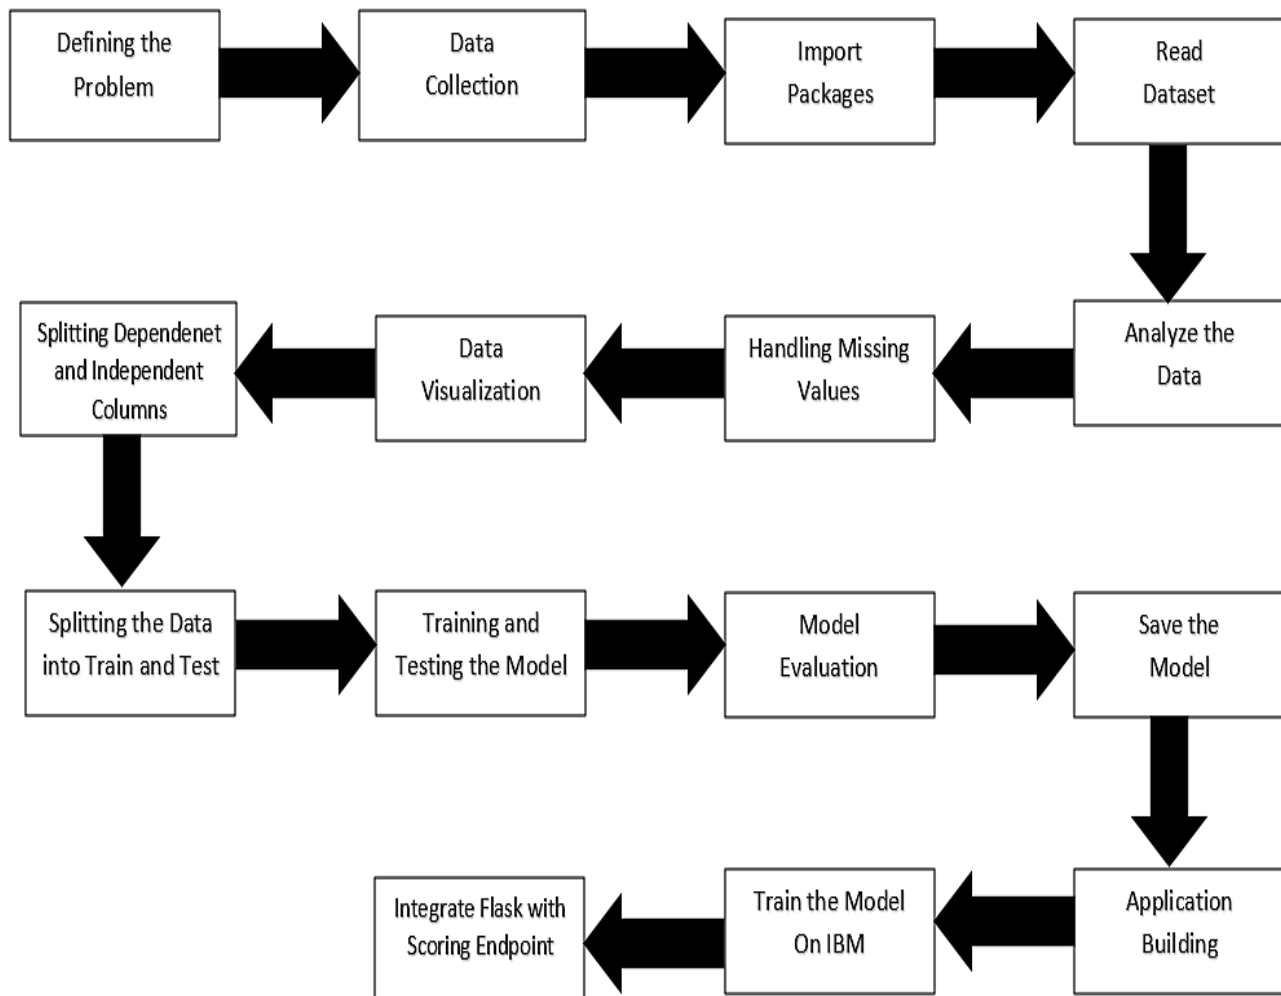 Defining the
Problem
Data
Collection
Import
Packages
Read
Dataset
Analyze the
Data
Handling Missing
Values
Data
Visualization
Splitting Dependenet
and Independent
Columns
Splitting the Data
into Train and Test
Training and
Testing the Model
Model
Evaluation
Save the
Model
Application
Building
Train the Model
On IBM
Integrate Flask with
Scoring Endpoint